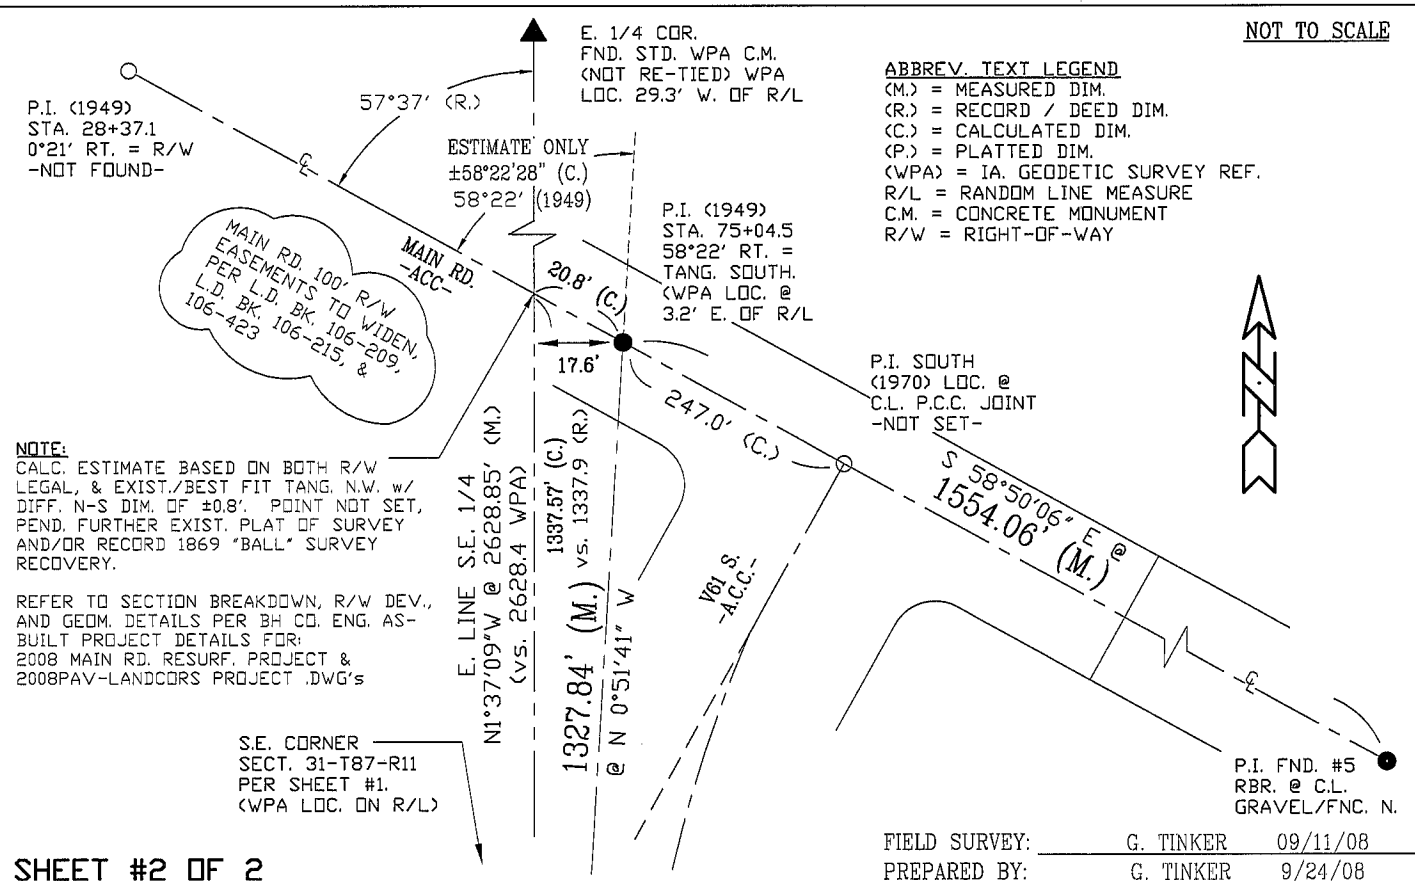 NOT TO SCALE
E. 1/4 COR.
FND. STD. WPA C.M.
(NOT RE-TIED) WPA
LOC. 29.3' W. OF R/L
ABBREV. TEXT LEGEND
(M.) = MEASURED DIM.
(R.) = RECORD / DEED DIM.
(C.) = CALCULATED DIM.
(P.) = PLATTED DIM.
(WPA) = IA. GEODETIC SURVEY REF.
R/L = RANDOM LINE MEASURE
C.M. = CONCRETE MONUMENT
R/W = RIGHT-OF-WAY
P.I. (1949)
STA. 28+37.1
0°21' RT. = R/W
-NOT FOUND-
57°37' (R.)
ESTIMATE ONLY
±58°22'28" (C.)
58°22' (1949)
℄
MAIN RD.
-ACC-
MAIN RD. 100' R/W
EASEMENTS TO WIDEN,
PER L.D. BK. 106-209,
L.D. BK. 106-215, &
106-423
P.I. (1949)
STA. 75+04.5
58°22' RT. =
TANG. SOUTH.
(WPA LOC. @
3.2' E. OF R/L
20.8' (C.)
17.6'
247.0' (C.)
P.I. SOUTH
(1970) LOC. @
C.L. P.C.C. JOINT
-NOT SET-
N
NOTE:
CALC. ESTIMATE BASED ON BOTH R/W
LEGAL, & EXIST./BEST FIT TANG. N.W. w/
DIFF. N-S DIM. OF ±0.8'. POINT NOT SET,
PEND. FURTHER EXIST. PLAT OF SURVEY
AND/OR RECORD 1869 "BALL" SURVEY
RECOVERY.
REFER TO SECTION BREAKDOWN, R/W DEV.,
AND GEOM. DETAILS PER BH CO. ENG. AS-
BUILT PROJECT DETAILS FOR:
2008 MAIN RD. RESURF. PROJECT &
2008PAV-LANDCORS PROJECT .DWG's
E. LINE S.E. 1/4
N1°37'09"W @ 2628.85' (M.)
(vs. 2628.4 WPA)
1337.57' (C.)
vs. 1337.9 (R.)
1327.84' (M.)
@ N 0°51'41" W
V61 S.
-A.C.C.-
S 58°50'06" E @
1554.06' (M.)
℄
S.E. CORNER
SECT. 31-T87-R11
PER SHEET #1.
(WPA LOC. ON R/L)
P.I. FND. #5
RBR. @ C.L.
GRAVEL/FNC. N.
SHEET #2 OF 2
FIELD SURVEY: G. TINKER 09/11/08
PREPARED BY: G. TINKER 9/24/08